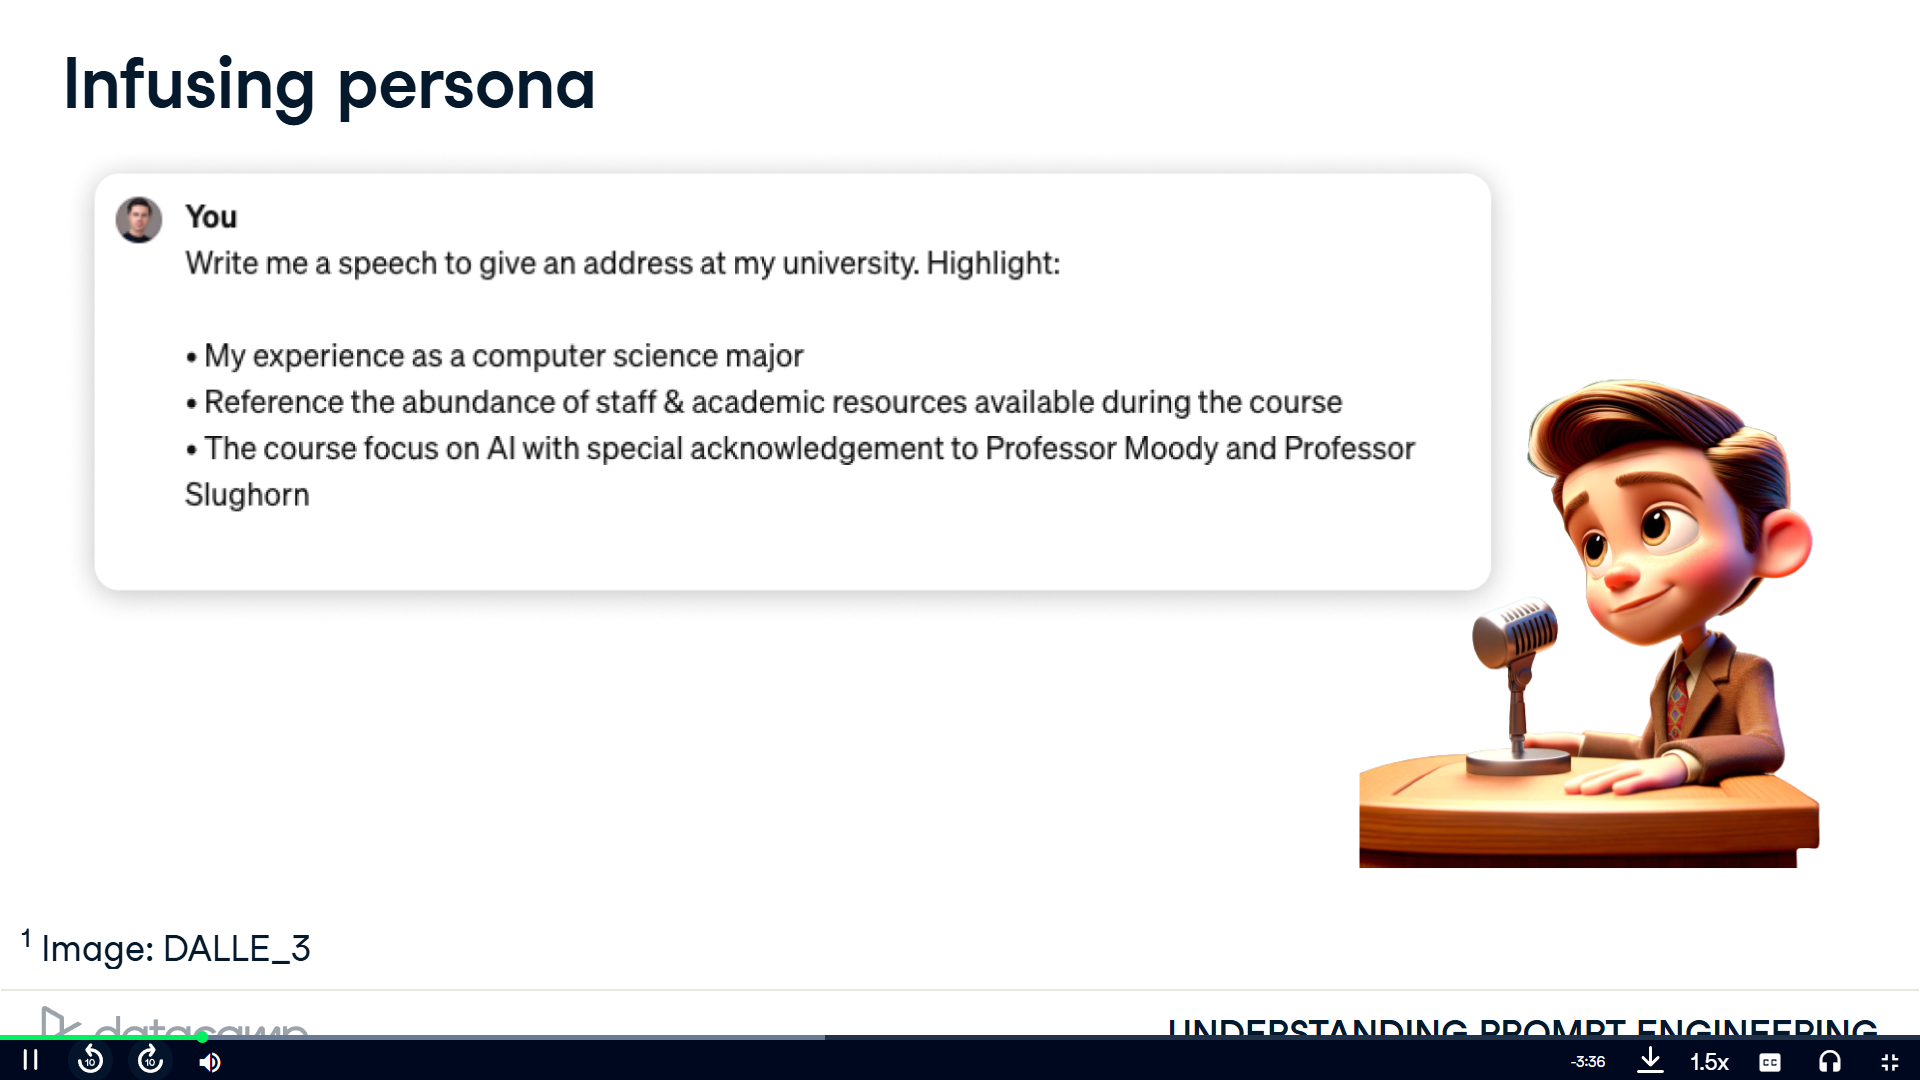 Infusing persona
You
Write me a speech to give an address at my university. Highlight:
• My experience as a computer science major
• Reference the abundance of staff & academic resources available during the course
• The course focus on AI with special acknowledgement to Professor Moody and Professor
Slughorn
1 Image: DALLE_3
datacamp
UNDERSTANDING PROMPT ENGINEERING
10
10
-3:36
1.5x
CC